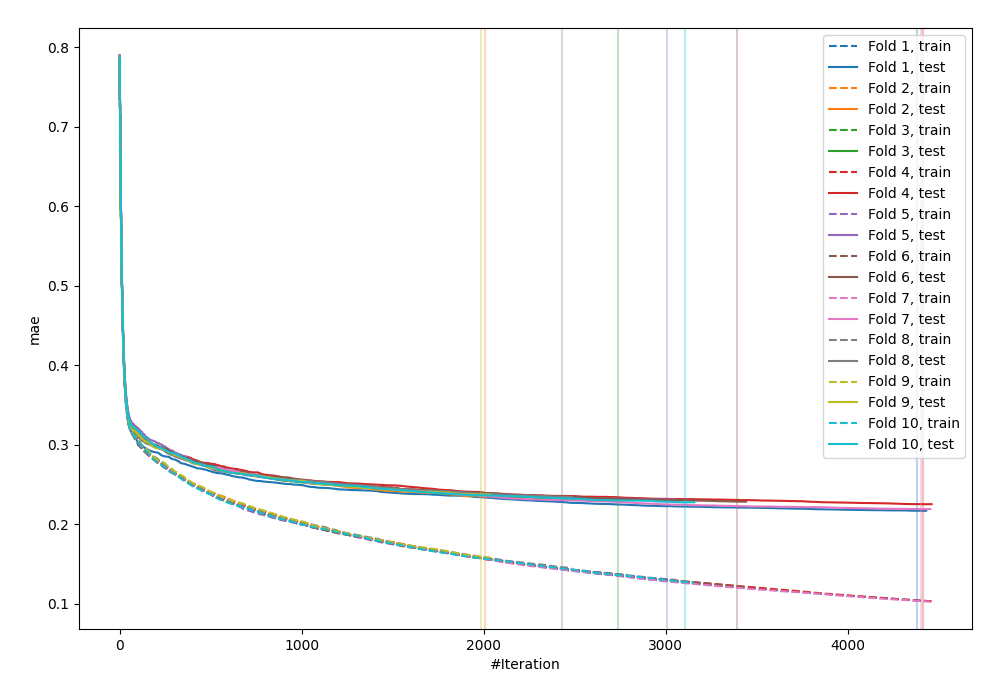 0.8
0.7
0.6
0.5
0.4
0.3
0.2
0.1
mae
0
1000
2000
3000
4000
#Iteration
Fold 1, train
Fold 1, test
Fold 2, train
Fold 2, test
Fold 3, train
Fold 3, test
Fold 4, train
Fold 4, test
Fold 5, train
Fold 5, test
Fold 6, train
Fold 6, test
Fold 7, train
Fold 7, test
Fold 8, train
Fold 8, test
Fold 9, train
Fold 9, test
Fold 10, train
Fold 10, test